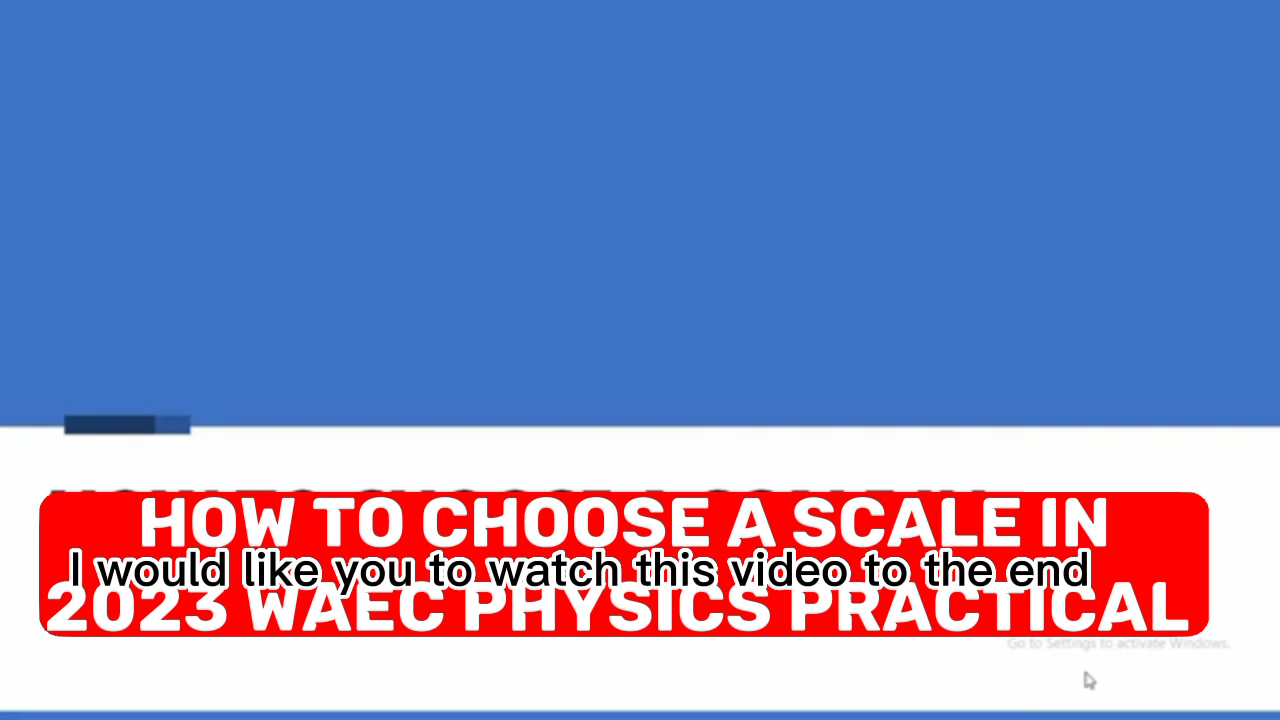 HOW TO CHOOSE A SCALE IN
I would like you to watch this video to the end
2023 WAEC PHYSICS PRACTICAL
Go to Settings to activate Windows.